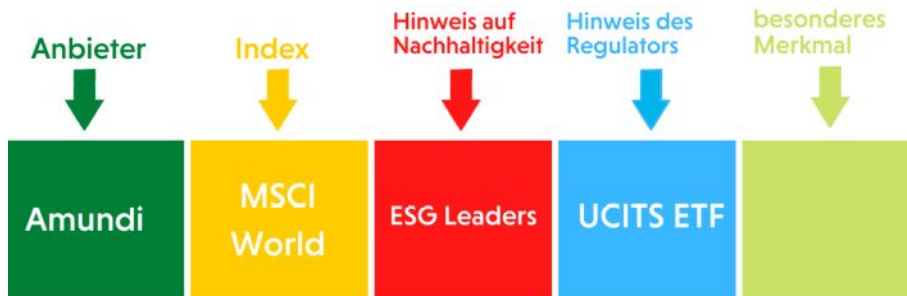 Anbieter
Index
Hinweis auf
Nachhaltigkeit
Hinweis des
Regulators
besonderes
Merkmal
Amundi
MSCI
World
ESG Leaders
UCITS ETF